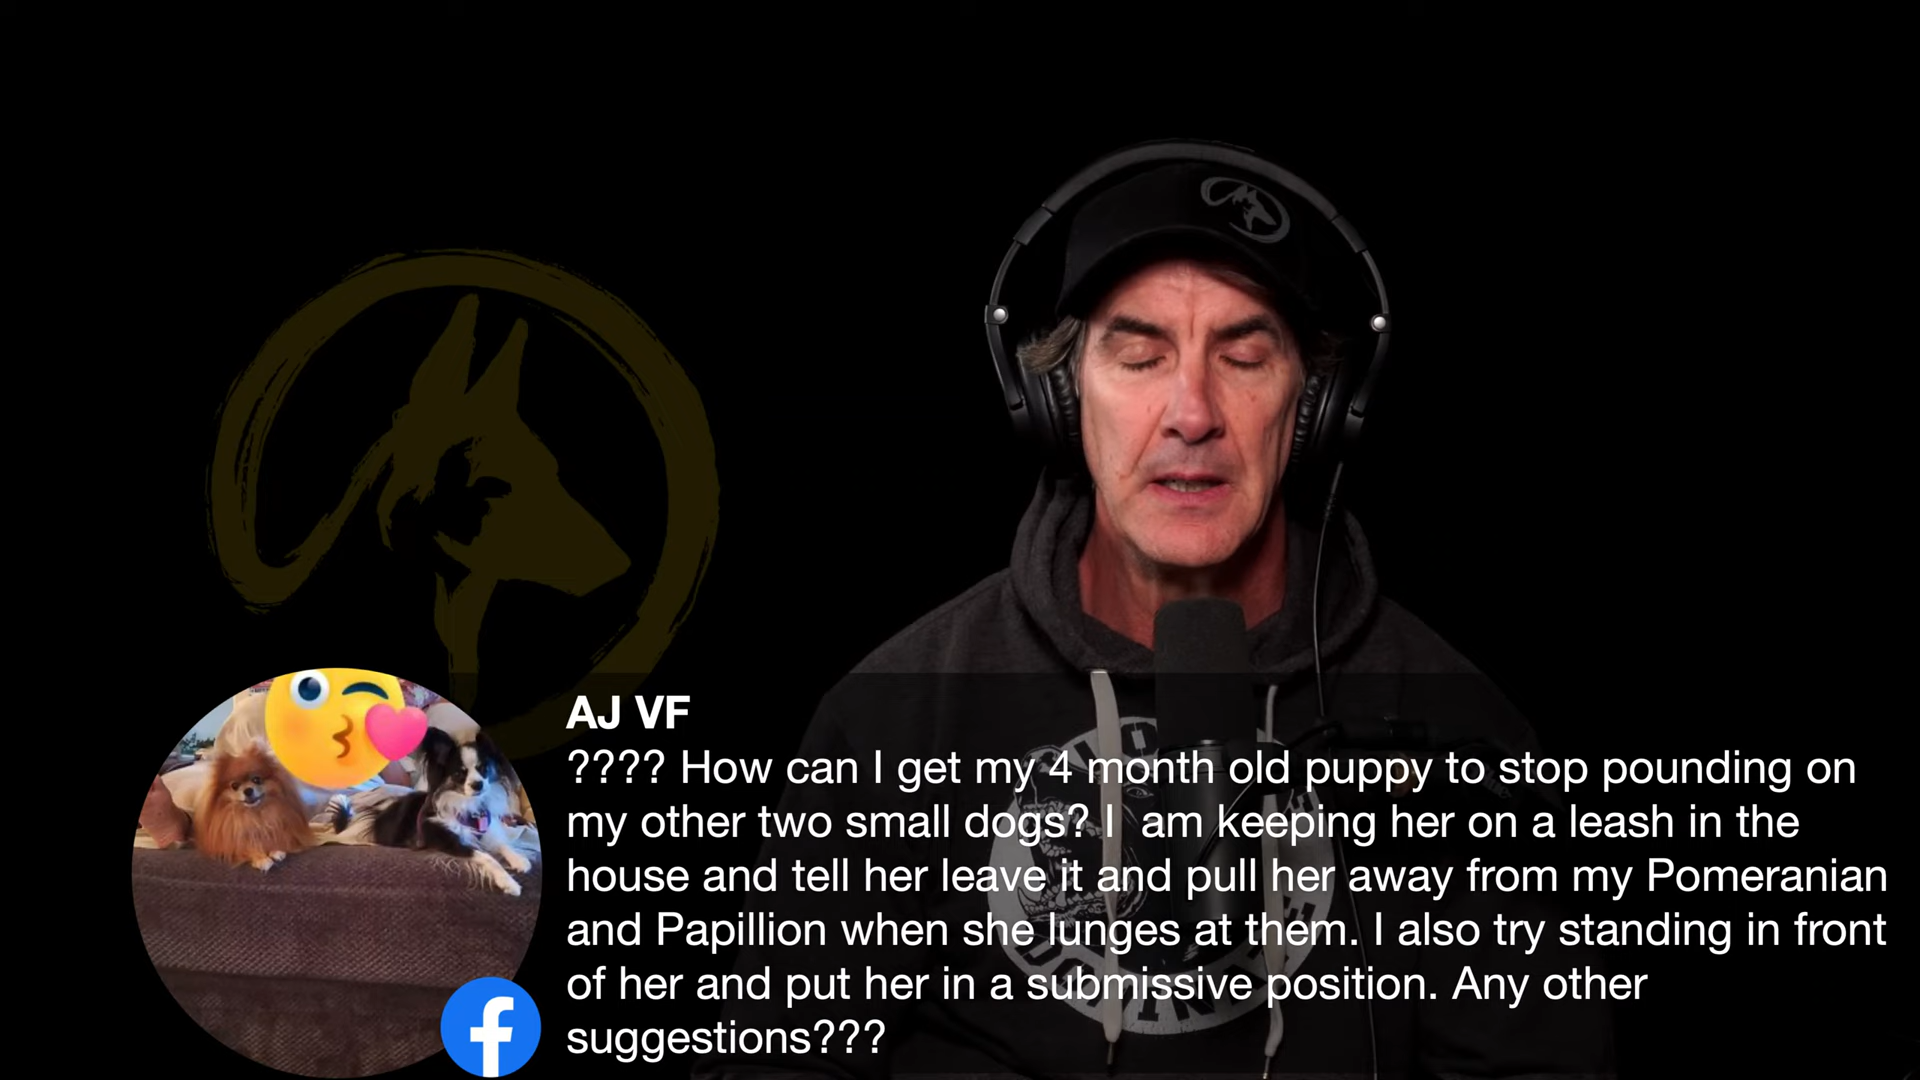 AJ VF
???? How can I get my 4 month old puppy to stop pounding on
my other two small dogs? I  am keeping her on a leash in the
house and tell her leave it and pull her away from my Pomeranian
and Papillion when she lunges at them. I also try standing in front
of her and put her in a submissive position. Any other
suggestions???